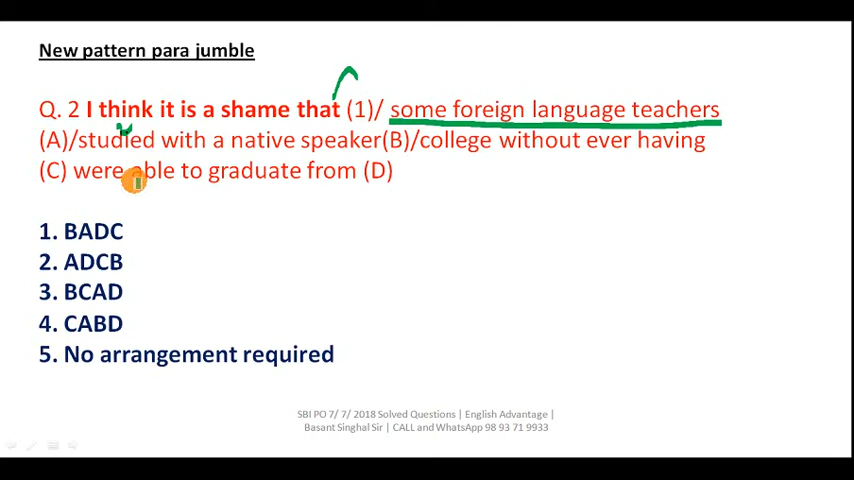 New pattern para jumble
Q. 2 I think it is a shame that (1)/ some foreign language teachers
(A)/studied with a native speaker(B)/college without ever having
(C) were able to graduate from (D)
1. BADC
2. ADCB
3. BCAD
4. CABD
5. No arrangement required
SBI PO 7/ 7/ 2018 Solved Questions | English Advantage |
Basant Singhal Sir | CALL and WhatsApp 98 93 71 9933